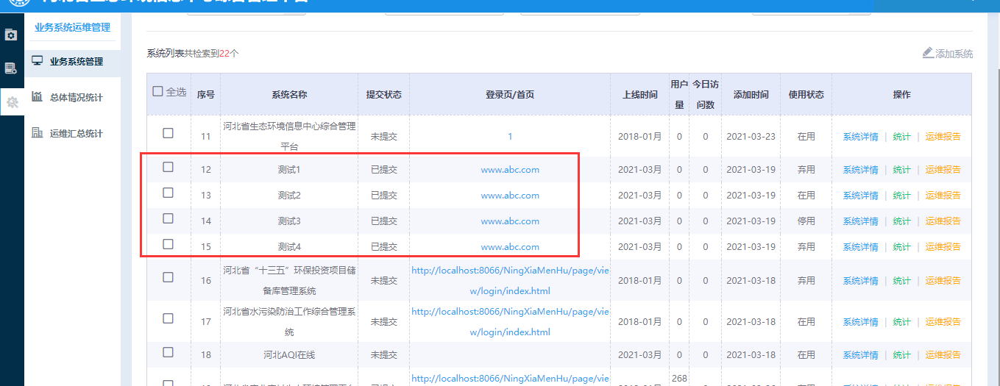 业务系统运维管理
业务系统管理
总体情况统计
运维汇总统计
系统列表共检索到22个
添加系统
全选 序号 系统名称 提交状态 登录页/首页 上线时间 用户量 今日访问数 添加时间 使用状态 操作
11 河北省生态环境信息中心综合管理平台 未提交 1 2018-01月 0 0 2021-03-23 在用 系统详情 | 统计 | 运维报告
12 测试1 已提交 www.abc.com 2021-03月 0 0 2021-03-19 弃用 系统详情 | 统计 | 运维报告
13 测试2 已提交 www.abc.com 2021-03月 0 0 2021-03-19 在用 系统详情 | 统计 | 运维报告
14 测试3 已提交 www.abc.com 2021-03月 0 0 2021-03-19 停用 系统详情 | 统计 | 运维报告
15 测试4 已提交 www.abc.com 2021-03月 0 0 2021-03-19 弃用 系统详情 | 统计 | 运维报告
16 河北省“十三五”环保投资项目储备库管理系统 未提交 http://localhost:8066/NingXiaMenHu/page/view/login/index.html 2018-01月 0 0 2021-03-18 弃用 系统详情 | 统计 | 运维报告
17 河北省水污染防治工作综合管理系统 未提交 http://localhost:8066/NingXiaMenHu/page/view/login/index.html 2018-01月 0 0 2021-03-18 在用 系统详情 | 统计 | 运维报告
18 河北AQI在线 未提交 2018-01月 0 0 2021-03-18 在用 系统详情 | 统计 | 运维报告
http://localhost:8066/NingXiaMenHu/page/vie 268